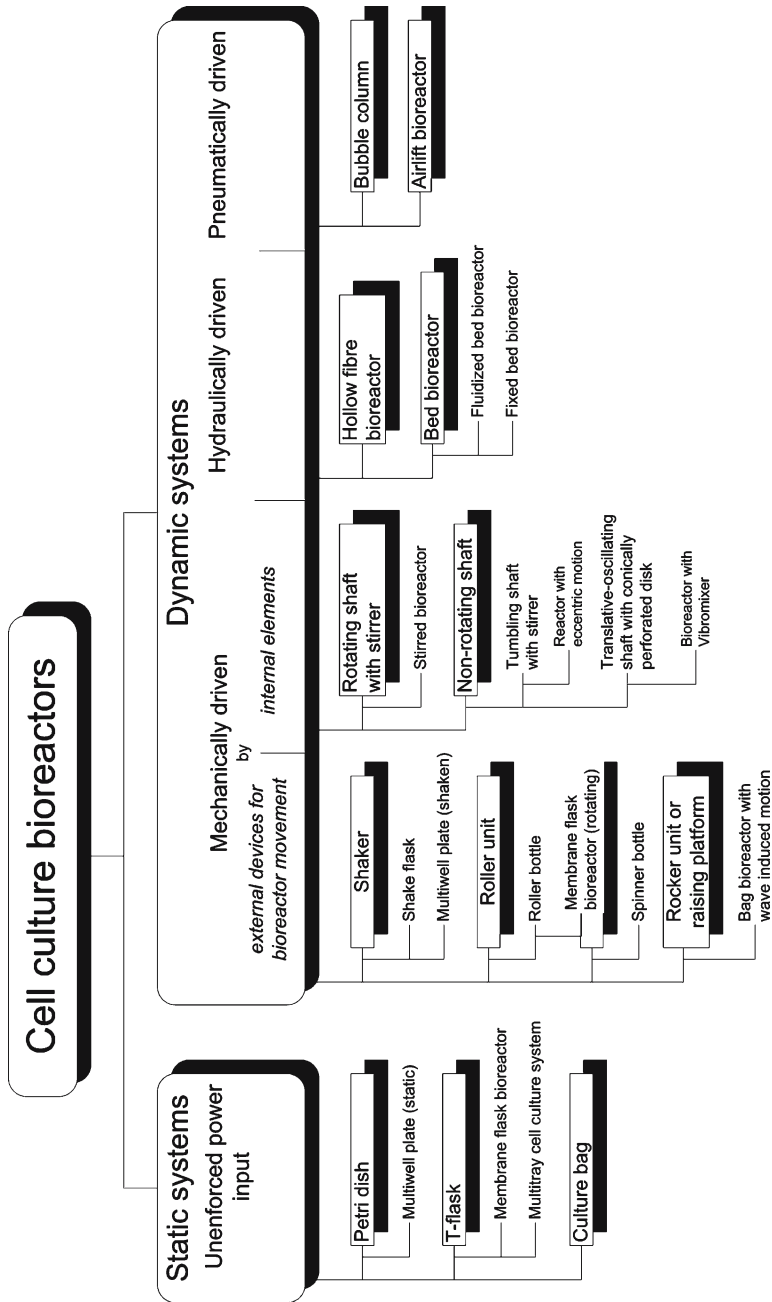 Cell culture bioreactors
Static systems
Unenforced power
input
Petri dish
Multiwell plate (static)
T-flask
Membrane flask bioreactor
Multitray cell culture system
Culture bag
Dynamic systems
Mechanically driven
by
external devices for
bioreactor movement
Shaker
Shake flask
Multiwell plate (shaken)
Roller unit
Roller bottle
Membrane flask
bioreactor (rotating)
Spinner bottle
Rocker unit or
raising platform
Bag bioreactor with
wave induced motion
internal elements
Rotating shaft
with stirrer
Stirred bioreactor
Non-rotating shaft
Tumbling shaft
with stirrer
Reactor with
eccentric motion
Translative-oscillating
shaft with conically
perforated disk
Bioreactor with
Vibromixer
Hydraulically driven
Hollow fibre
bioreactor
Bed bioreactor
Fluidized bed bioreactor
Fixed bed bioreactor
Pneumatically driven
Bubble column
Airlift bioreactor